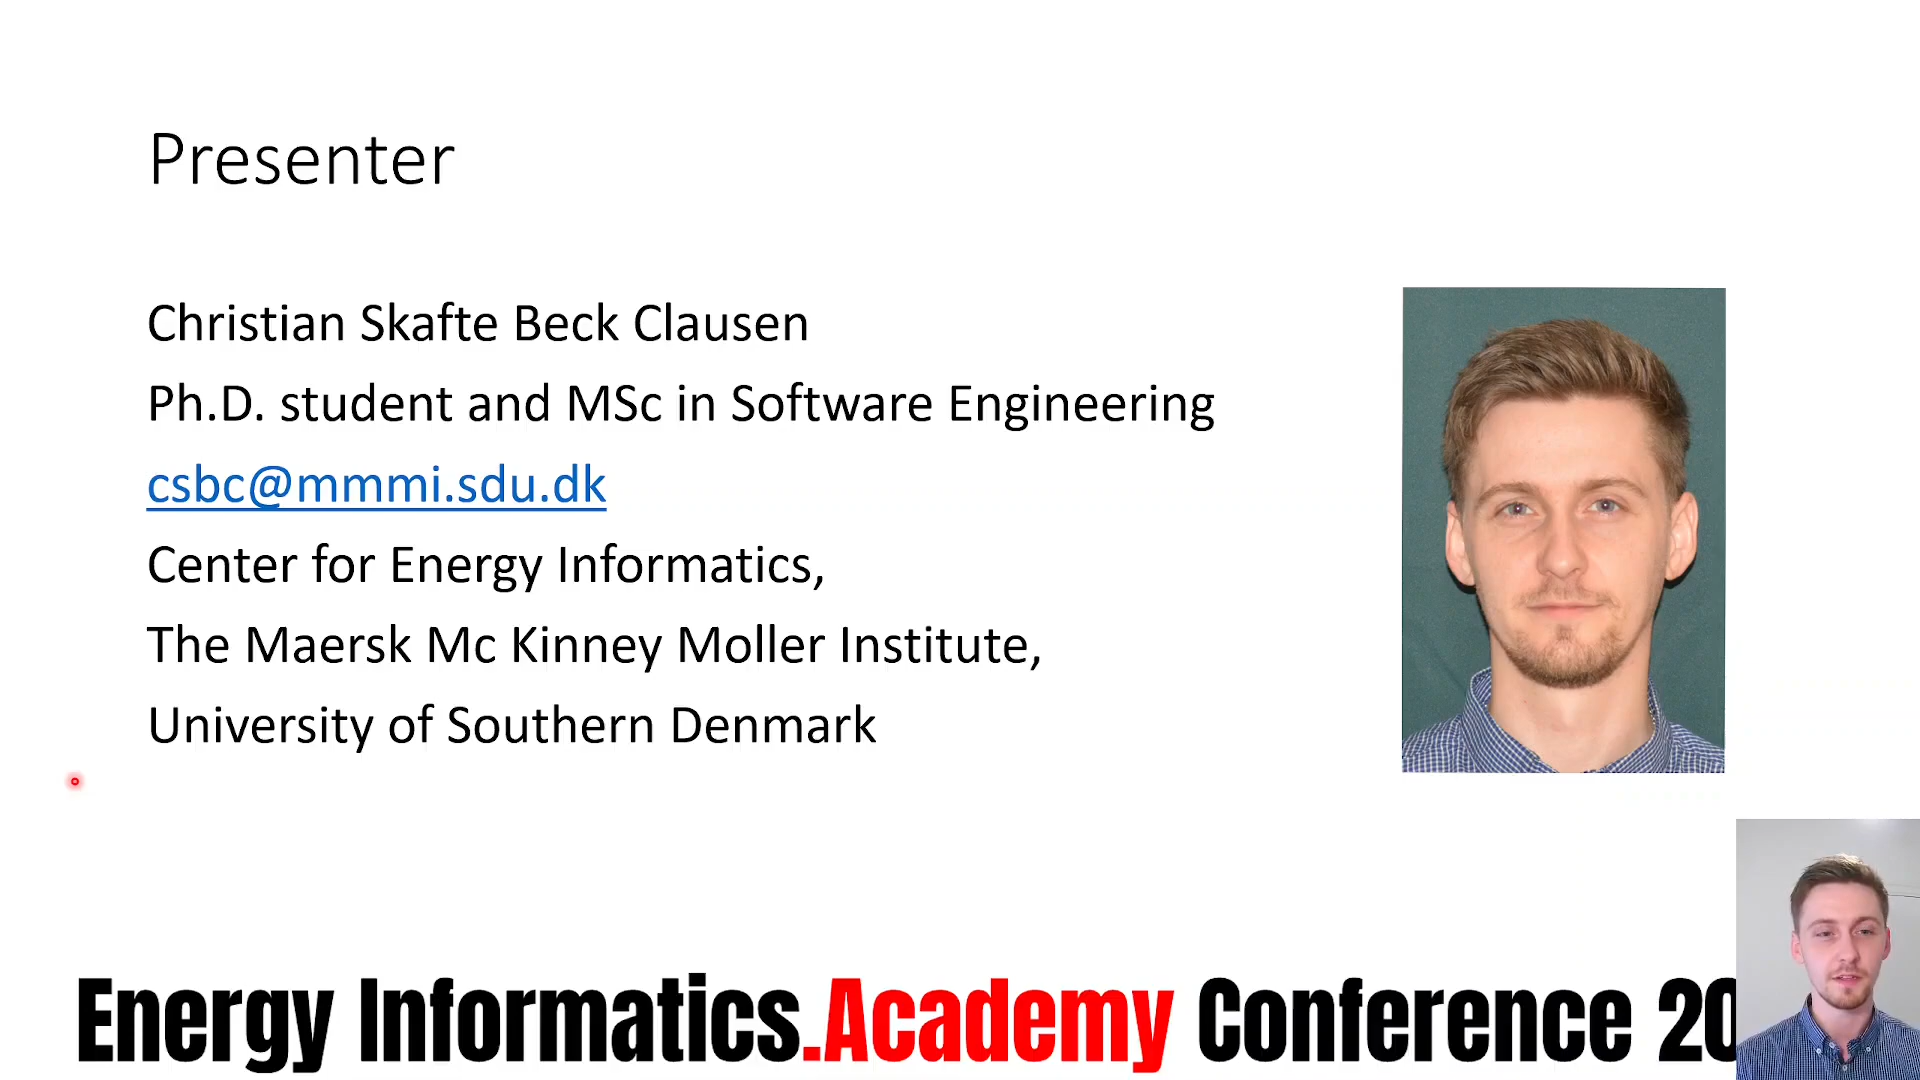 Presenter
Christian Skafte Beck Clausen
Ph.D. student and MSc in Software Engineering
csbc@mmmi.sdu.dk
Center for Energy Informatics,
The Maersk Mc Kinney Moller Institute,
University of Southern Denmark
Energy Informatics.Academy Conference